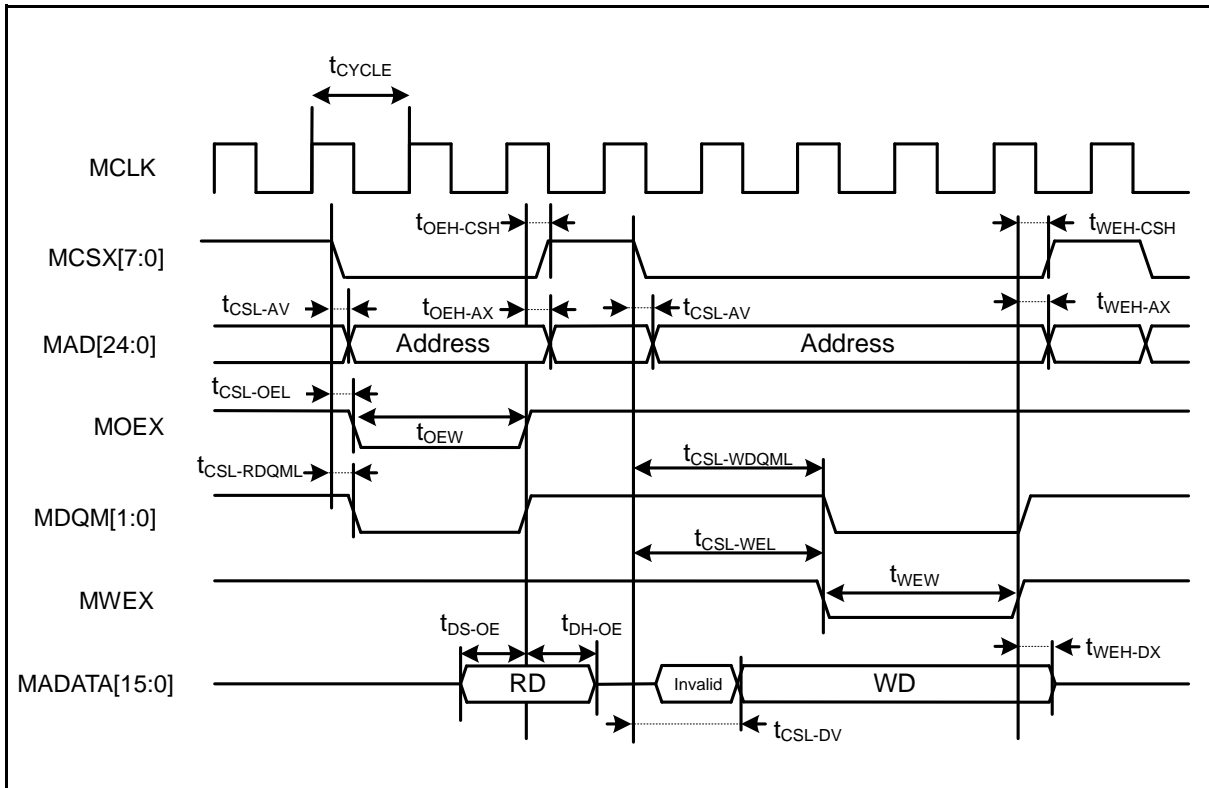 tCYCLE
MCLK
tOEH-CSH
tWEH-CSH
MCSX[7:0]
tCSL-AV
tOEH-AX
tCSL-AV
tWEH-AX
MAD[24:0]
Address
Address
tCSL-OEL
MOEX
tOEW
tCSL-RDQML
tCSL-WDQML
MDQM[1:0]
tCSL-WEL
MWEX
tWEW
tDS-OE
tDH-OE
tWEH-DX
MADATA[15:0]
RD
Invalid
WD
tCSL-DV